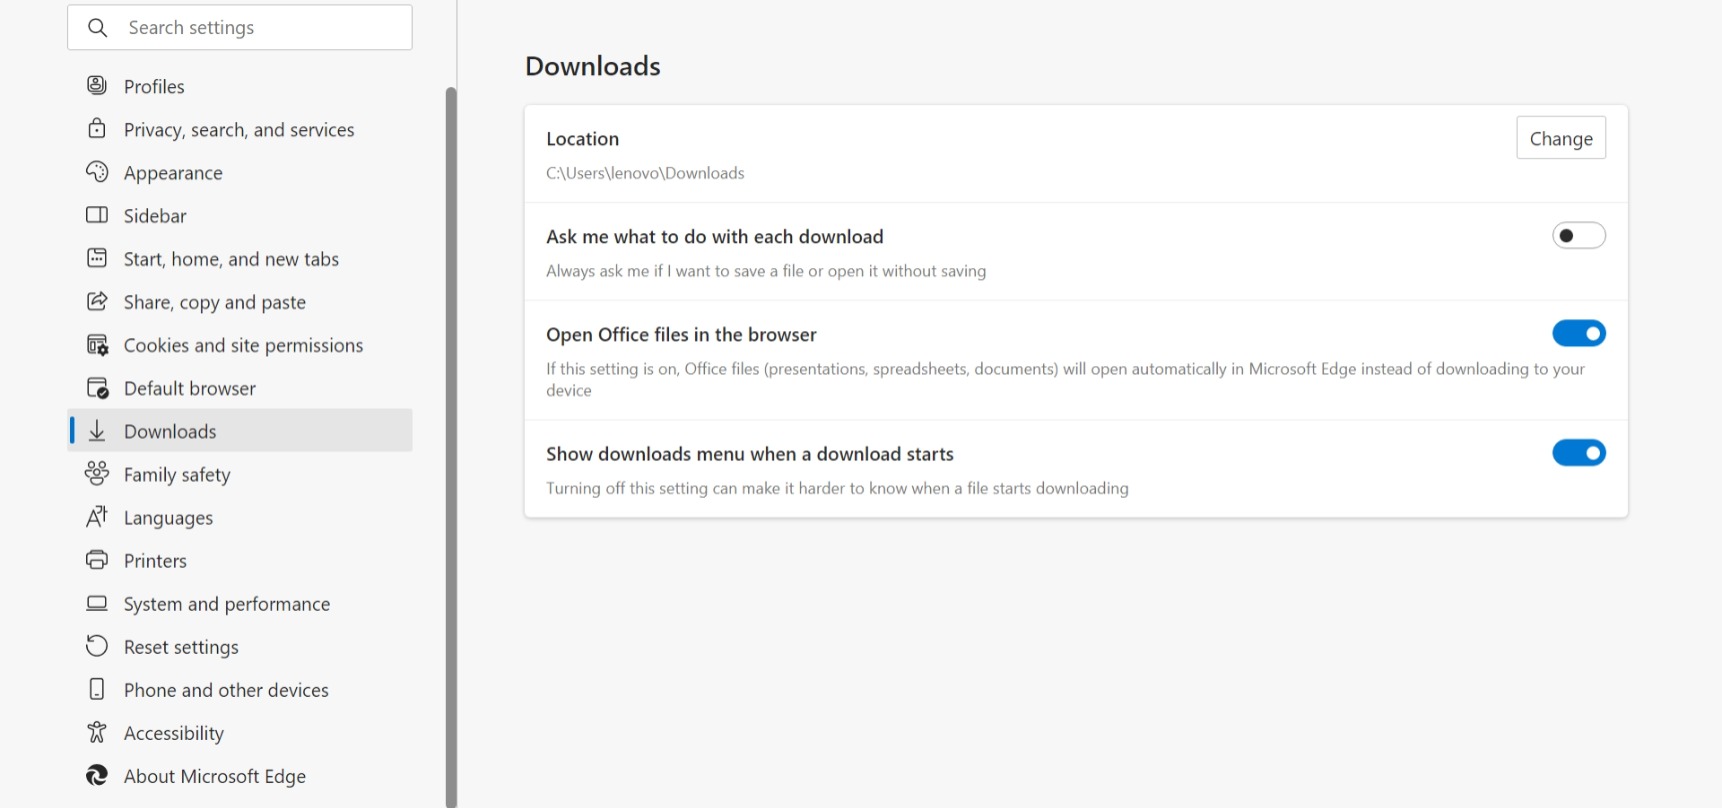 Search settings
Profiles
Privacy, search, and services
Appearance
Sidebar
Start, home, and new tabs
Share, copy and paste
Cookies and site permissions
Default browser
Downloads
Family safety
Languages
Printers
System and performance
Reset settings
Phone and other devices
Accessibility
About Microsoft Edge
Downloads
Location
Change
C:\Users\lenovo\Downloads
Ask me what to do with each download
Always ask me if I want to save a file or open it without saving
Open Office files in the browser
If this setting is on, Office files (presentations, spreadsheets, documents) will open automatically in Microsoft Edge instead of downloading to your
device
Show downloads menu when a download starts
Turning off this setting can make it harder to know when a file starts downloading